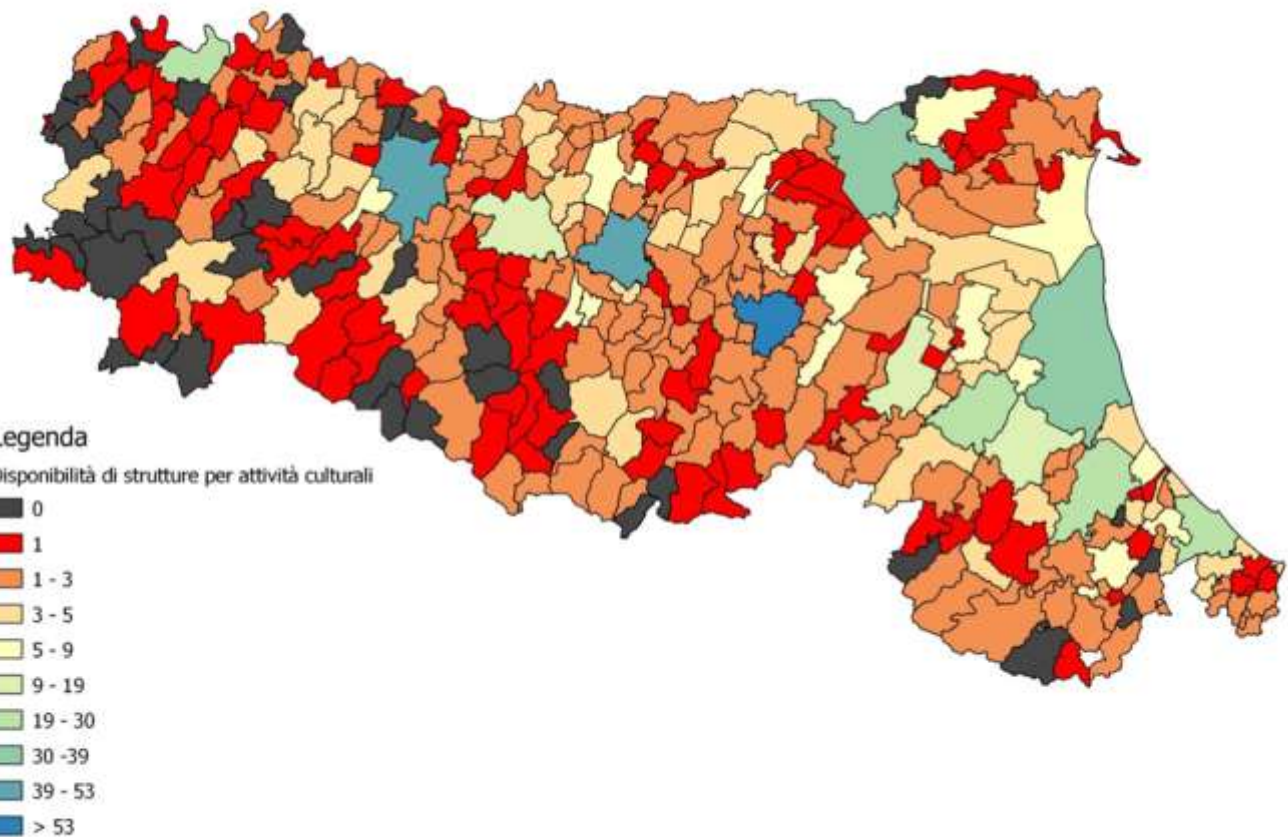 Legenda
Disponibilità di strutture per attività culturali
0
1
1 - 3
3 - 5
5 - 9
9 - 19
19 - 30
30 -39
39 - 53
> 53